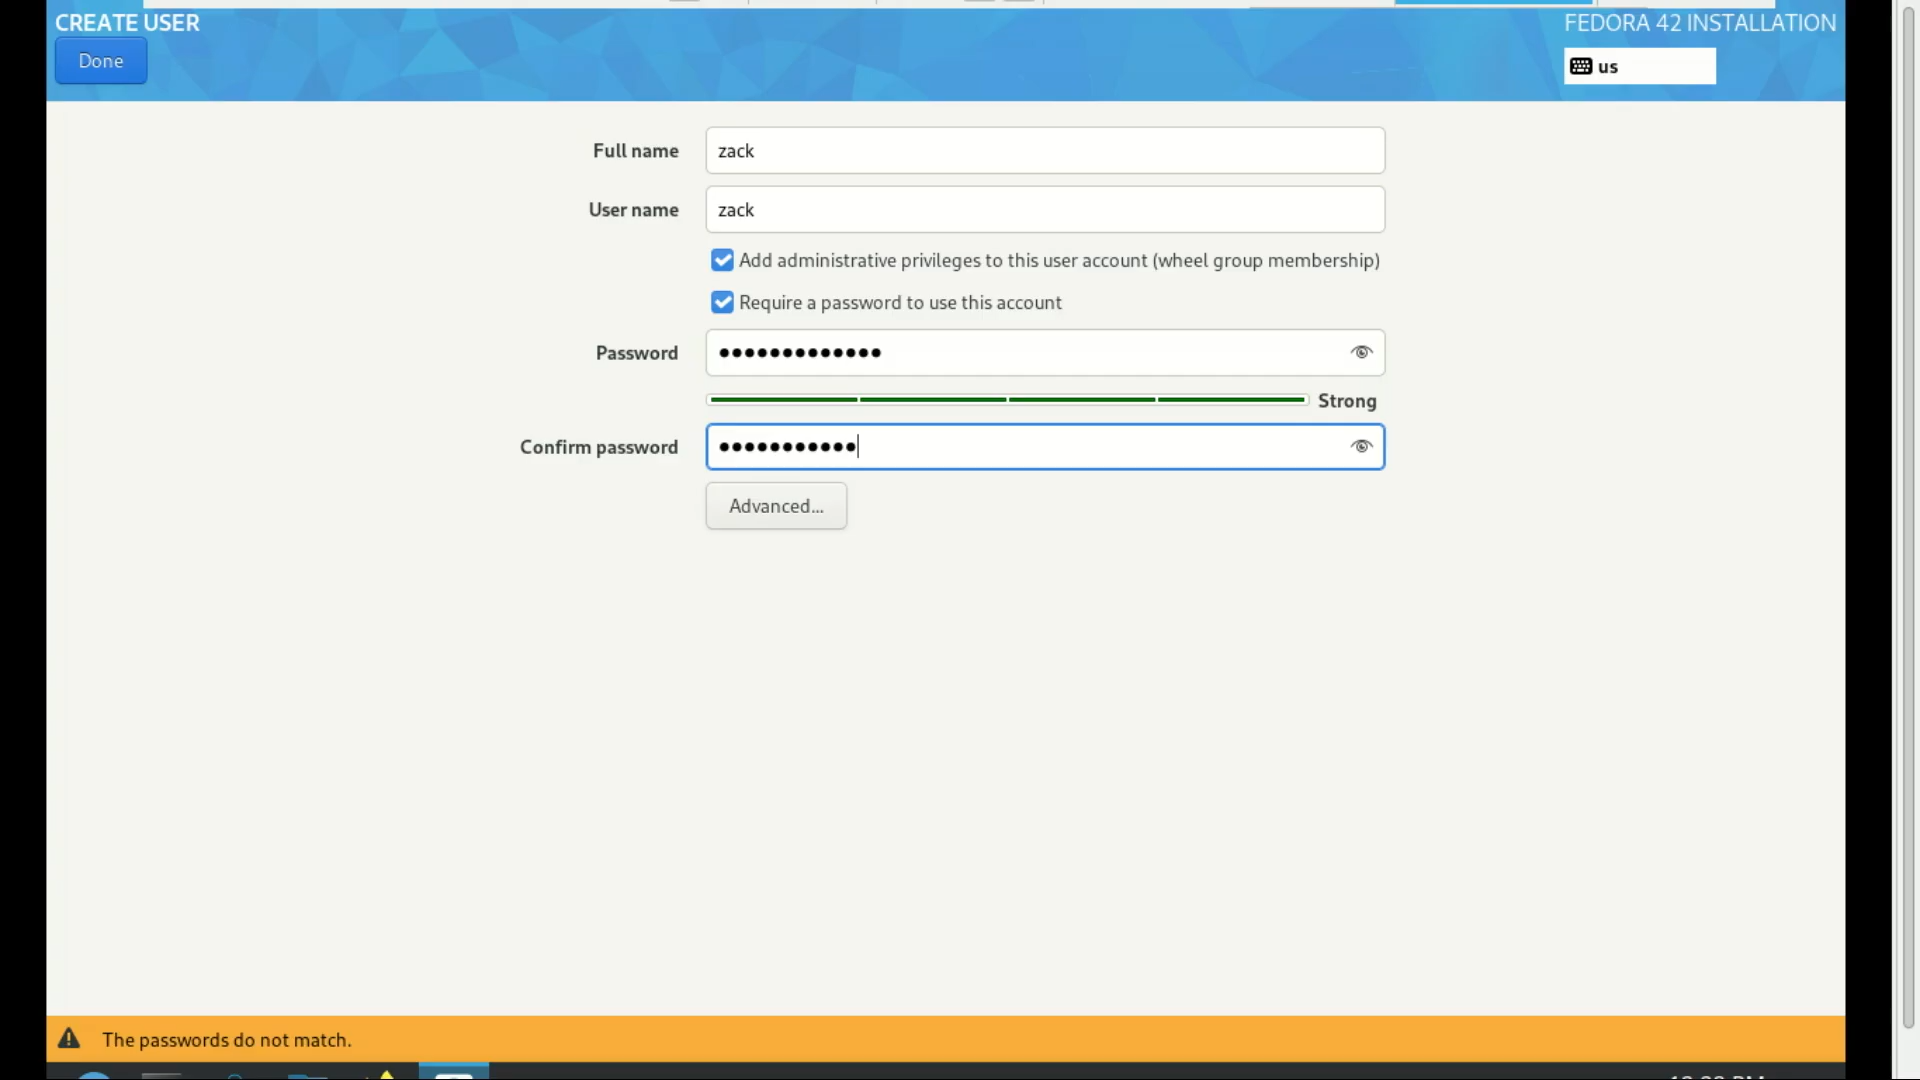 CREATE USER
FEDORA 42 INSTALLATION
Done
us
Full name
zack
User name
zack
Add administrative privileges to this user account (wheel group membership)
Require a password to use this account
Password
●●●●●●●●●●●●●
Strong
Confirm password
●●●●●●●●●●●
Advanced...
The passwords do not match.